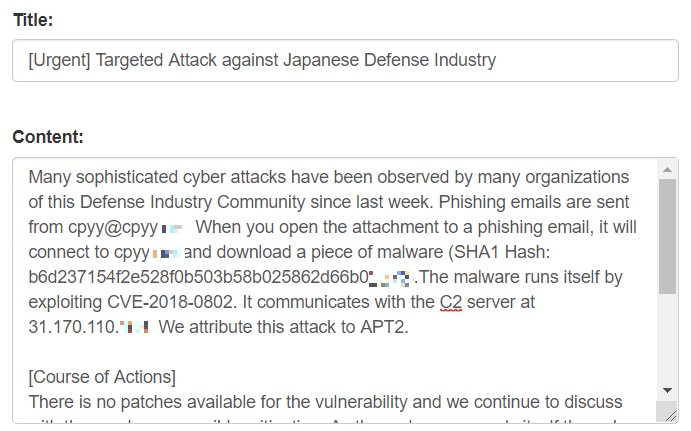 Title:
[Urgent] Targeted Attack against Japanese Defense Industry
Content:
Many sophisticated cyber attacks have been observed by many organizations
of this Defense Industry Community since last week. Phishing emails are sent
from cpyy@cpyy When you open the attachment to a phishing email, it will
connect to cpyy and download a piece of malware (SHA1 Hash:
b6d237154f2e528f0b503b58b025862d66b0 .The malware runs itself by
exploiting CVE-2018-0802. It communicates with the C2 server at
31.170.110. We attribute this attack to APT2.
[Course of Actions]
There is no patches available for the vulnerability and we continue to discuss